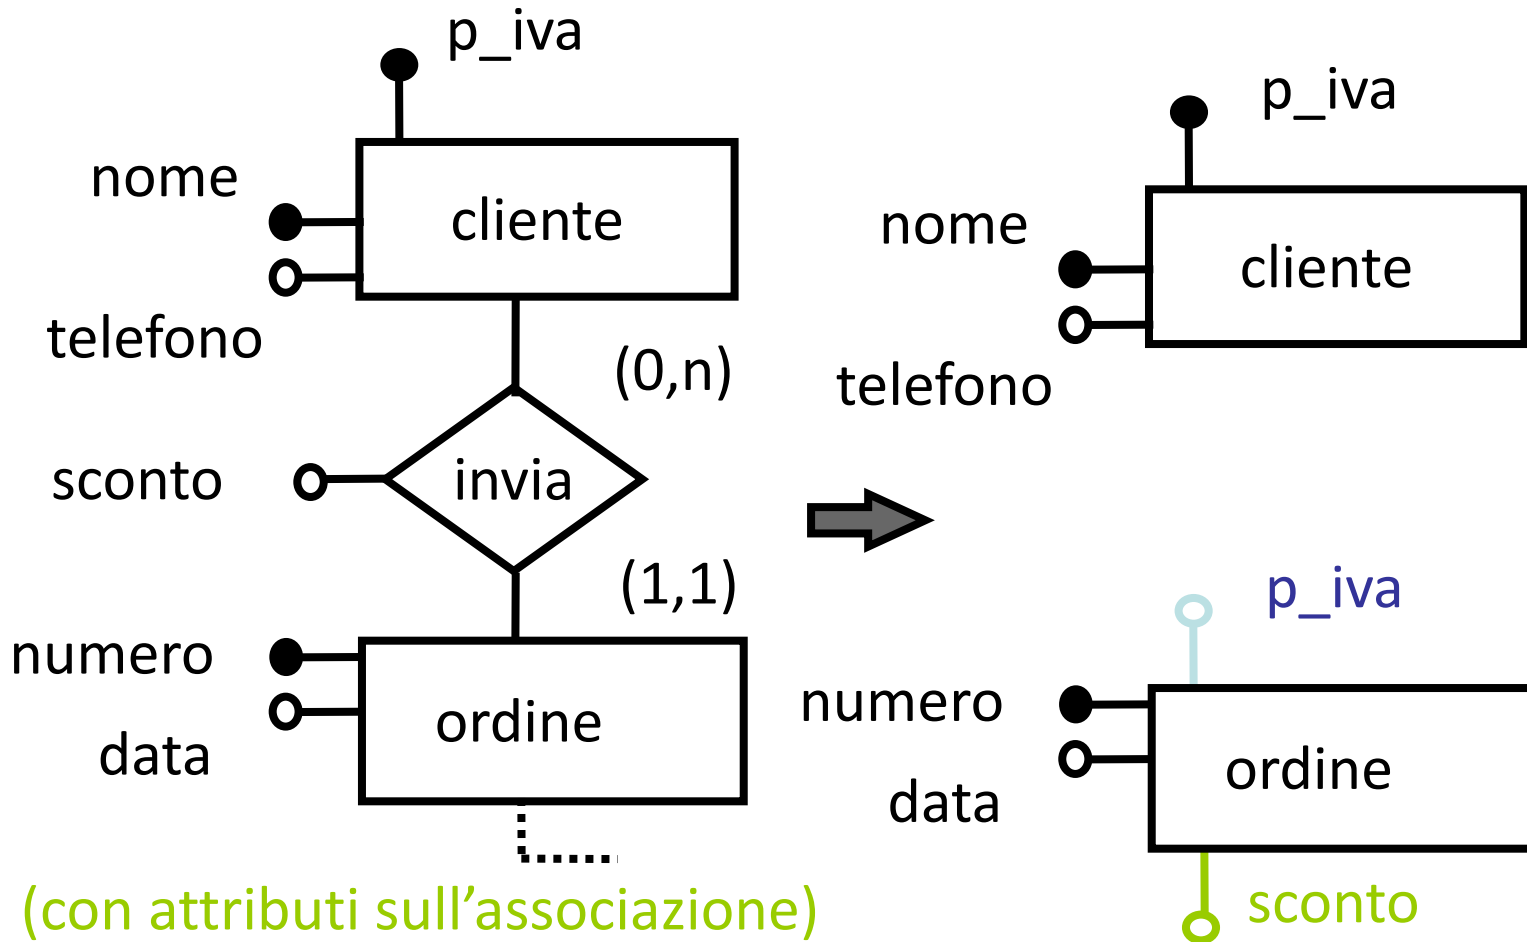 p_iva
nome
cliente
telefono
(0,n)
sconto
invia
(1,1)
numero
ordine
data
(con attributi sull’associazione)
p_iva
nome
cliente
telefono
p_iva
numero
ordine
data
sconto